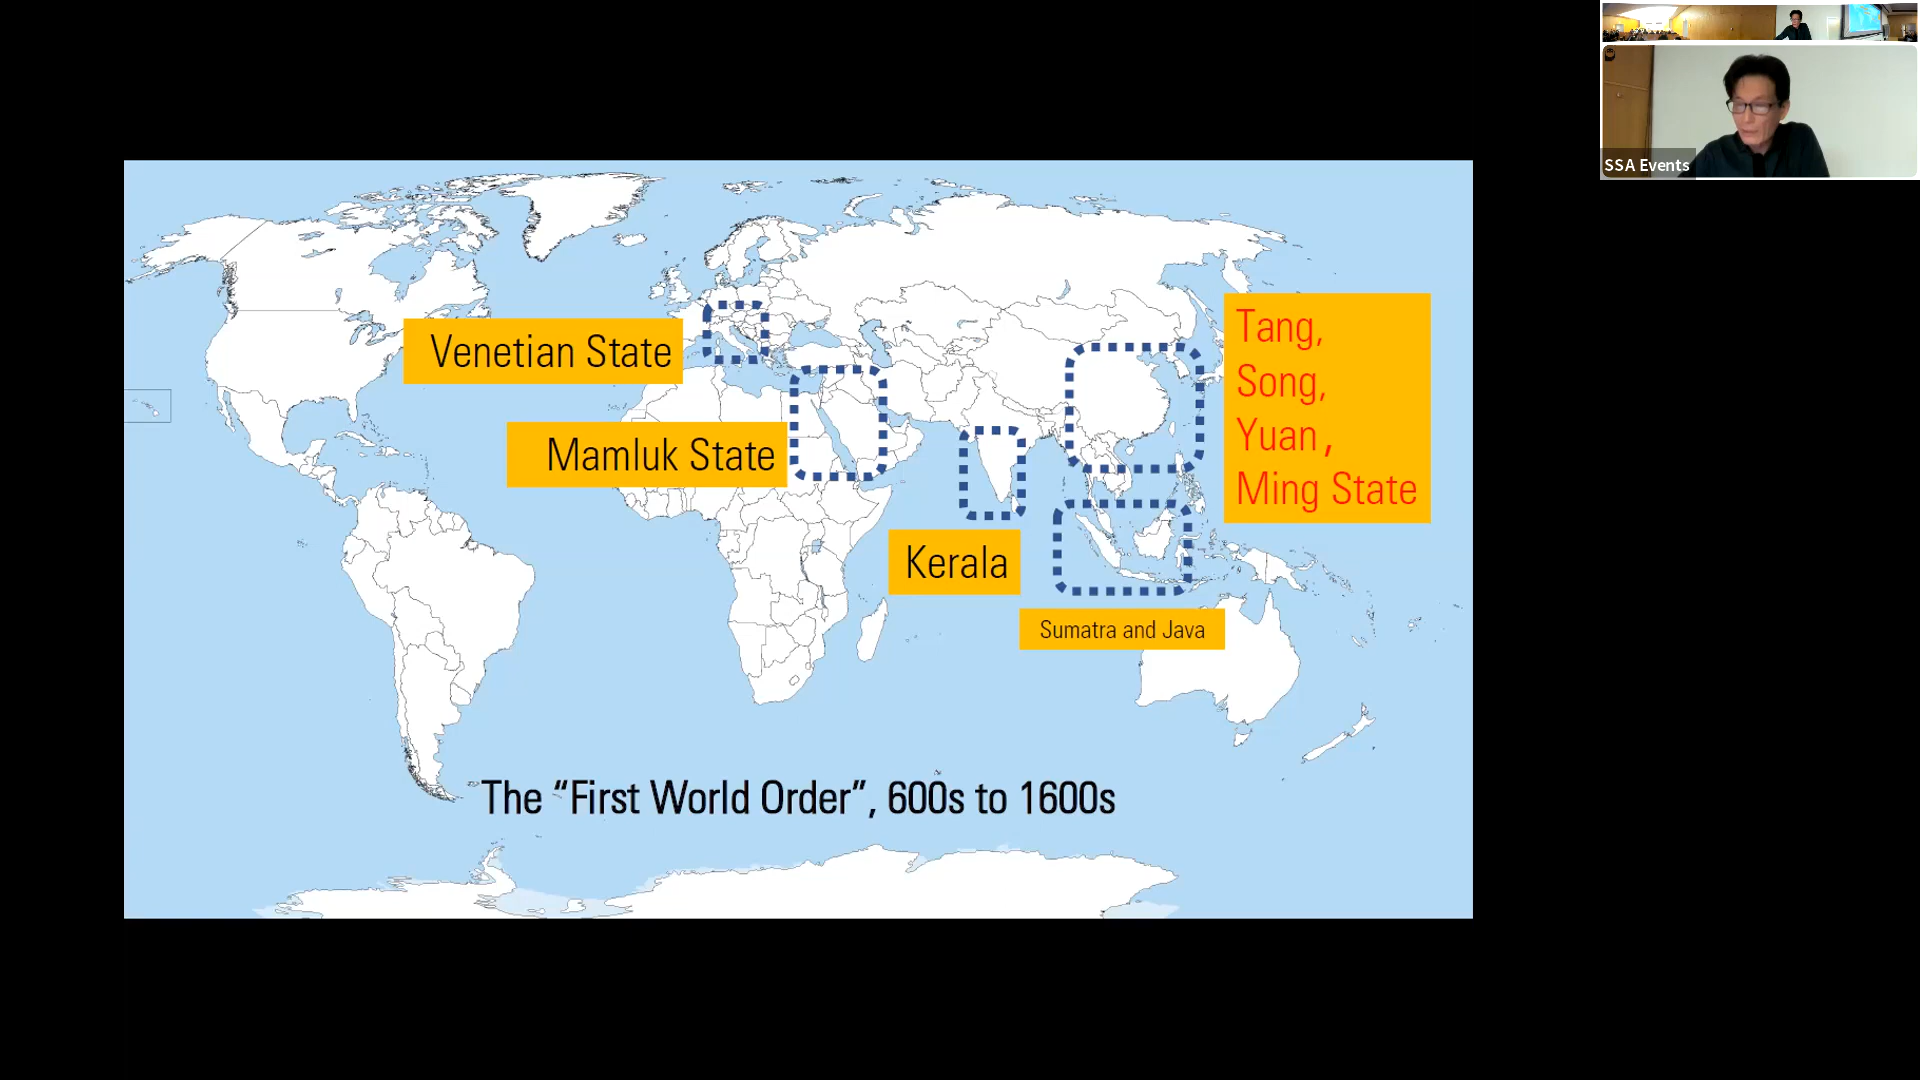 SSA Events
Venetian State
Mamluk State
Kerala
Sumatra and Java
Tang,
Song,
Yuan ,
Ming State
The “First World Order”, 600s to 1600s